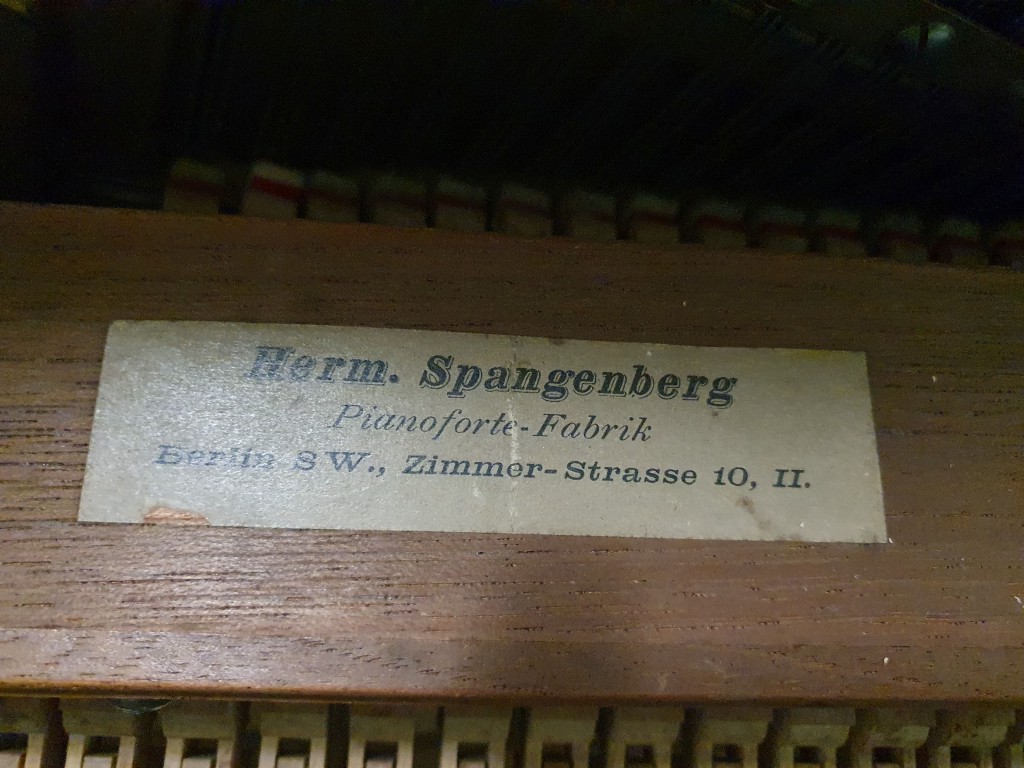 Herm. Spangenberg
Pianoforte-Fabrik
Berlin SW., Zimmer-Strasse 10, II.